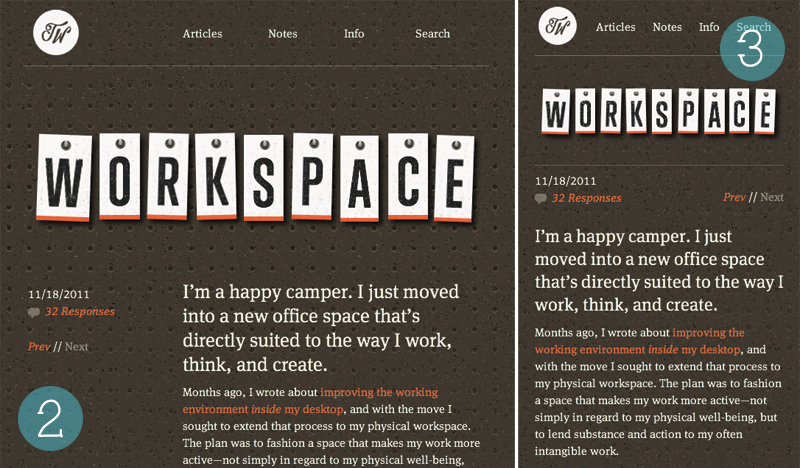 TW
Articles Notes Info Search
WORKSPACE
11/18/2011
32 Responses
Prev // Next
I'm a happy camper. I just moved
into a new office space that's
directly suited to the way I work,
think, and create.
Months ago, I wrote about improving the working
environment inside my desktop, and with the move I
sought to extend that process to my physical workspace.
The plan was to fashion a space that makes my work more
active—not simply in regard to my physical well-being,
2
TW
Articles Notes Info Search
3
WORKSPACE
11/18/2011
32 Responses
Prev // Next
I'm a happy camper. I just
moved into a new office space
that's directly suited to the way I
work, think, and create.
Months ago, I wrote about improving the
working environment inside my desktop, and
with the move I sought to extend that process to
my physical workspace. The plan was to fashion
a space that makes my work more active—not
simply in regard to my physical well-being, but
to lend substance and action to my often
intangible work.